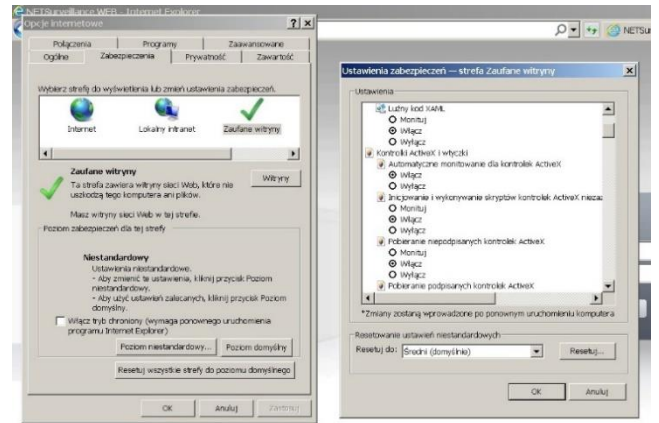 NETSurveillance WEB - Internet Explorer
Opcje internetowe
Połączenia Programy Zaawansowane
Ogólne Zabezpieczenia Prywatność Zawartość
Wybierz strefę do wyświetlenia lub zmień ustawienia zabezpieczeń.
Internet Lokalny intranet Zaufane witryny
Zaufane witryny
Ta strefa zawiera witryny sieci Web, które nie
uszkodzą tego komputera ani plików.
Witryny
Masz witryny sieci Web w tej strefie.
Poziom zabezpieczeń dla tej strefy
Niestandardowy
Ustawienia niestandardowe.
- Aby zmienić te ustawienia, kliknij przycisk Poziom
niestandardowy.
- Aby użyć ustawień zalecanych, kliknij przycisk Poziom
domyślny.
Włącz tryb chroniony (wymaga ponownego uruchomienia
programu Internet Explorer)
Poziom niestandardowy... Poziom domyślny
Resetuj wszystkie strefy do poziomu domyślnego
OK Anuluj Zastosuj
NETSu
Ustawienia zabezpieczeń — strefa Zaufane witryny
Ustawienia
Luźny kod XAML
Monituj
Włącz
Wyłącz
Kontrolki ActiveX i wtyczki
Automatyczne monitowanie dla kontrolek ActiveX
Włącz
Wyłącz
Inicjowanie i wykonywanie skryptów kontrolek ActiveX niezaz
Monituj
Włącz
Wyłącz
Pobieranie niepodpisanych kontrolek ActiveX
Monituj
Włącz
Wyłącz
Pobieranie podpisanych kontrolek ActiveX
*Zmiany zostaną wprowadzone po ponownym uruchomieniu komputera
Resetowanie ustawień niestandardowych
Resetuj do: Średni (domyślnie) Resetuj...
OK Anuluj